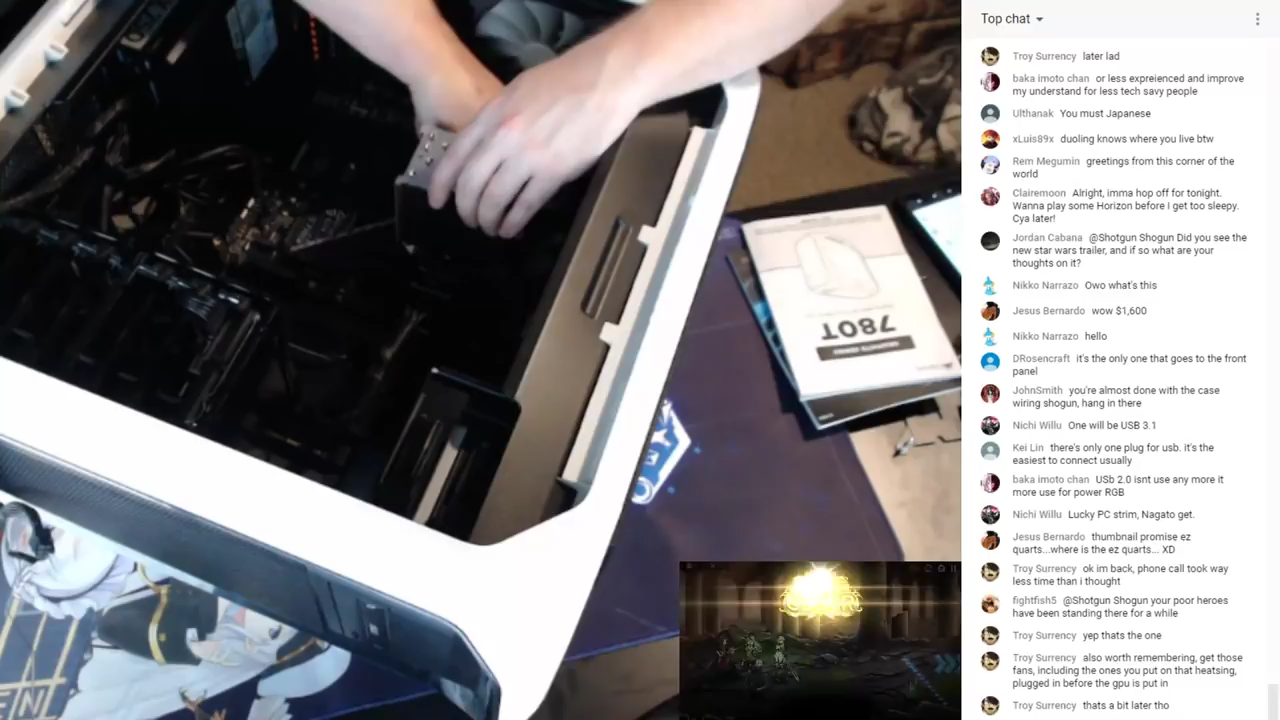 Top chat
Troy Surrency later lad
baka imoto chan or less expreienced and improve
my understand for less tech savy people
Ulthanak You must Japanese
xLuis89x duoling knows where you live btw
Rem Megumin greetings from this corner of the
world
Clairemoon Alright, imma hop off for tonight.
Wanna play some Horizon before I get too sleepy.
Cya later!
Jordan Cabana @Shotgun Shogun Did you see the
new star wars trailer, and if so what are your
thoughts on it?
Nikko Narrazo Owo what's this
Jesus Bernardo wow $1,600
Nikko Narrazo hello
DRosencraft it's the only one that goes to the front
panel
JohnSmith you're almost done with the case
wiring shogun, hang in there
Nichi Willu One will be USB 3.1
Kei Lin there's only one plug for usb. it's the
easiest to connect usually
baka imoto chan USb 2.0 isnt use any more it
more use for power RGB
Nichi Willu Lucky PC strim, Nagato get.
Jesus Bernardo thumbnail promise ez
quarts...where is the ez quarts... XD
Troy Surrency ok im back, phone call took way
less time than i thought
fightfish5 @Shotgun Shogun your poor heroes
have been standing there for a while
Troy Surrency yep thats the one
Troy Surrency also worth remembering, get those
fans, including the ones you put on that heatsing,
plugged in before the gpu is put in
Troy Surrency thats a bit later tho
780T